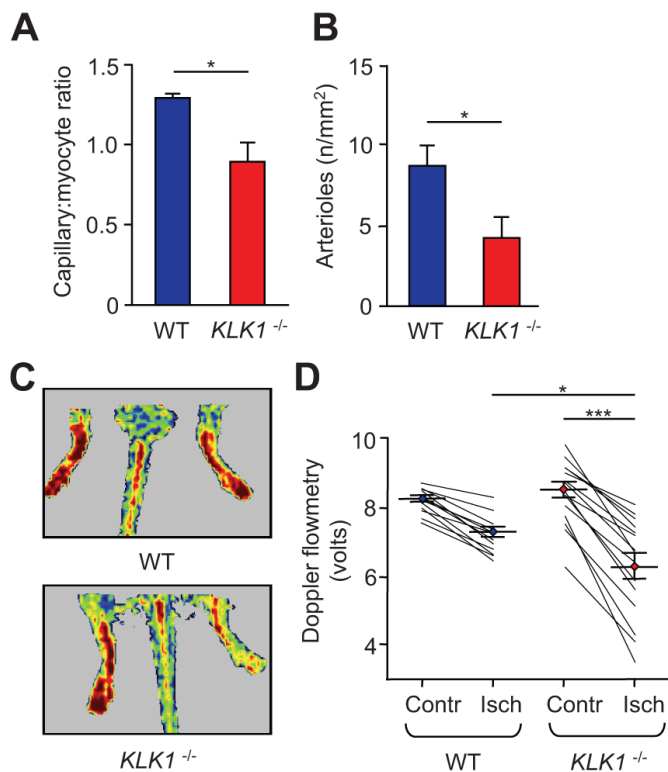 A
Capillary:myocyte ratio
1.5
1.0
0.5
0
*
WT
KLK1 -/-
B
Arterioles (n/mm²)
15
10
5
0
*
WT
KLK1 -/-
C
WT
KLK1 -/-
D
Doppler flowmetry
(volts)
10
8
6
4
*
***
Contr Isch Contr Isch
WT
KLK1 -/-